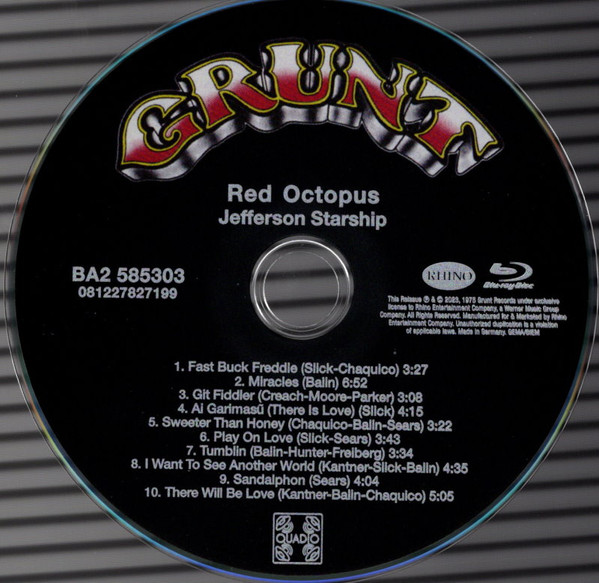 GRUNT
Red Octopus
Jefferson Starship
BA2 585303
081227827199
RHINO
Blu-ray Disc
This Reissue ℗ & © 2023, 1975 Grunt Records under exclusive
license to Rhino Entertainment Company, a Warner Music Group
Company. All Rights Reserved. Manufactured for & Marketed by Rhino
Entertainment Company. Unauthorized duplication is a violation
of applicable laws. Made in Germany. GEMA/BIEM
1. Fast Buck Freddie (Slick-Chaquico) 3:27
2. Miracles (Balin) 6:52
3. Git Fiddler (Creach-Moore-Parker) 3:08
4. Ai Garimasū (There Is Love) (Slick) 4:15
5. Sweeter Than Honey (Chaquico-Balin-Sears) 3:22
6. Play On Love (Slick-Sears) 3:43
7. Tumblin (Balin-Hunter-Freiberg) 3:34
8. I Want To See Another World (Kantner-Slick-Balin) 4:35
9. Sandalphon (Sears) 4:04
10. There Will Be Love (Kantner-Balin-Chaquico) 5:05
QUADIO